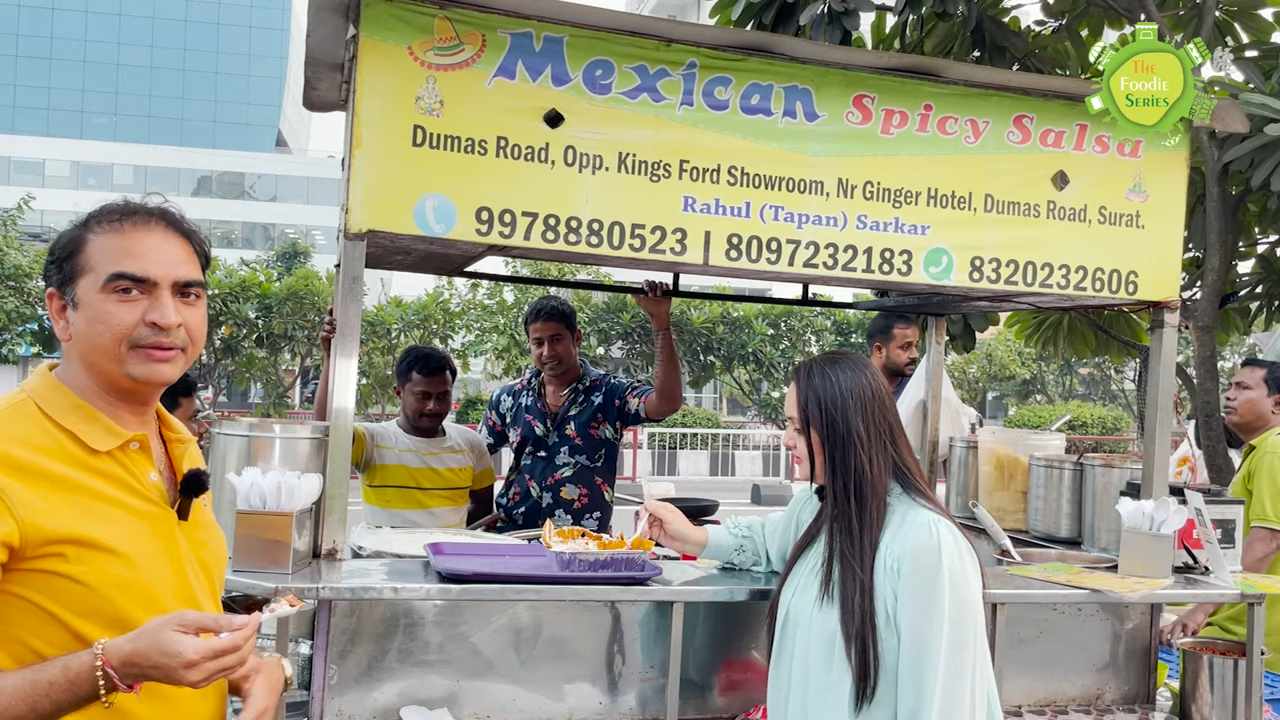 Mexican Spicy Salsa
Dumas Road, Opp. Kings Ford Showroom, Nr Ginger Hotel, Dumas Road, Surat.
Rahul (Tapan) Sarkar
9978880523 | 8097232183 8320232606
The
Foodie
Series